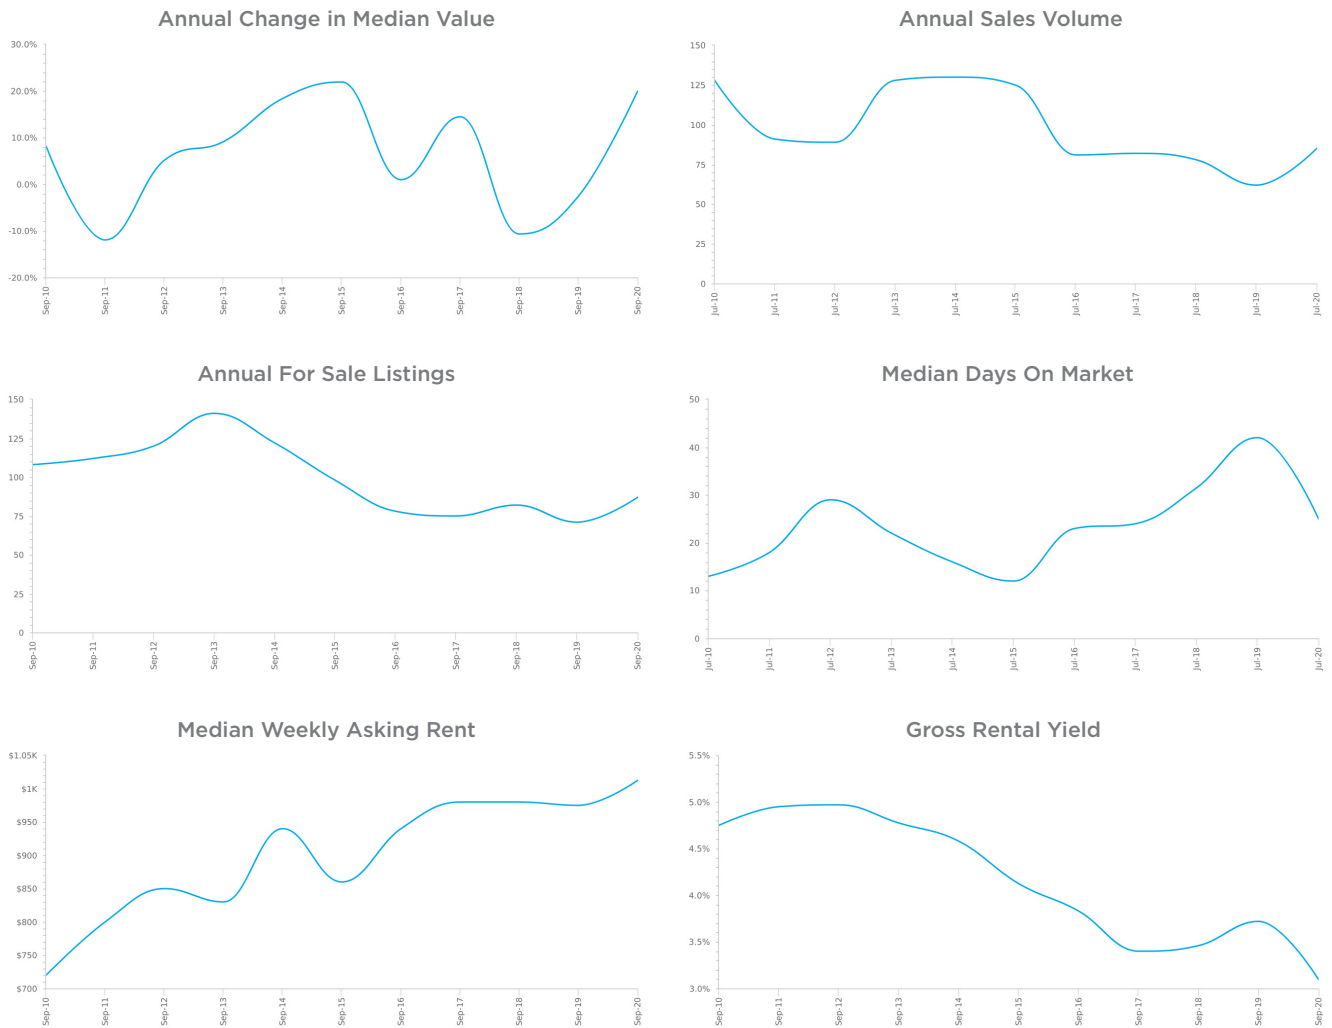 Annual Change in Median Value
30.0%
20.0%
10.0%
0.0%
-10.0%
-20.0%
Sep-10
Sep-11
Sep-12
Sep-13
Sep-14
Sep-15
Sep-16
Sep-17
Sep-18
Sep-19
Sep-20
Annual Sales Volume
150
125
100
75
50
25
0
Jul-10
Jul-11
Jul-12
Jul-13
Jul-14
Jul-15
Jul-16
Jul-17
Jul-18
Jul-19
Jul-20
Annual For Sale Listings
150
125
100
75
50
25
0
Sep-10
Sep-11
Sep-12
Sep-13
Sep-14
Sep-15
Sep-16
Sep-17
Sep-18
Sep-19
Sep-20
Median Days On Market
50
40
30
20
10
0
Jul-10
Jul-11
Jul-12
Jul-13
Jul-14
Jul-15
Jul-16
Jul-17
Jul-18
Jul-19
Jul-20
Median Weekly Asking Rent
$1.05K
$1K
$950
$900
$850
$800
$750
$700
Sep-10
Sep-11
Sep-12
Sep-13
Sep-14
Sep-15
Sep-16
Sep-17
Sep-18
Sep-19
Sep-20
Gross Rental Yield
5.5%
5.0%
4.5%
4.0%
3.5%
3.0%
Sep-10
Sep-11
Sep-12
Sep-13
Sep-14
Sep-15
Sep-16
Sep-17
Sep-18
Sep-19
Sep-20